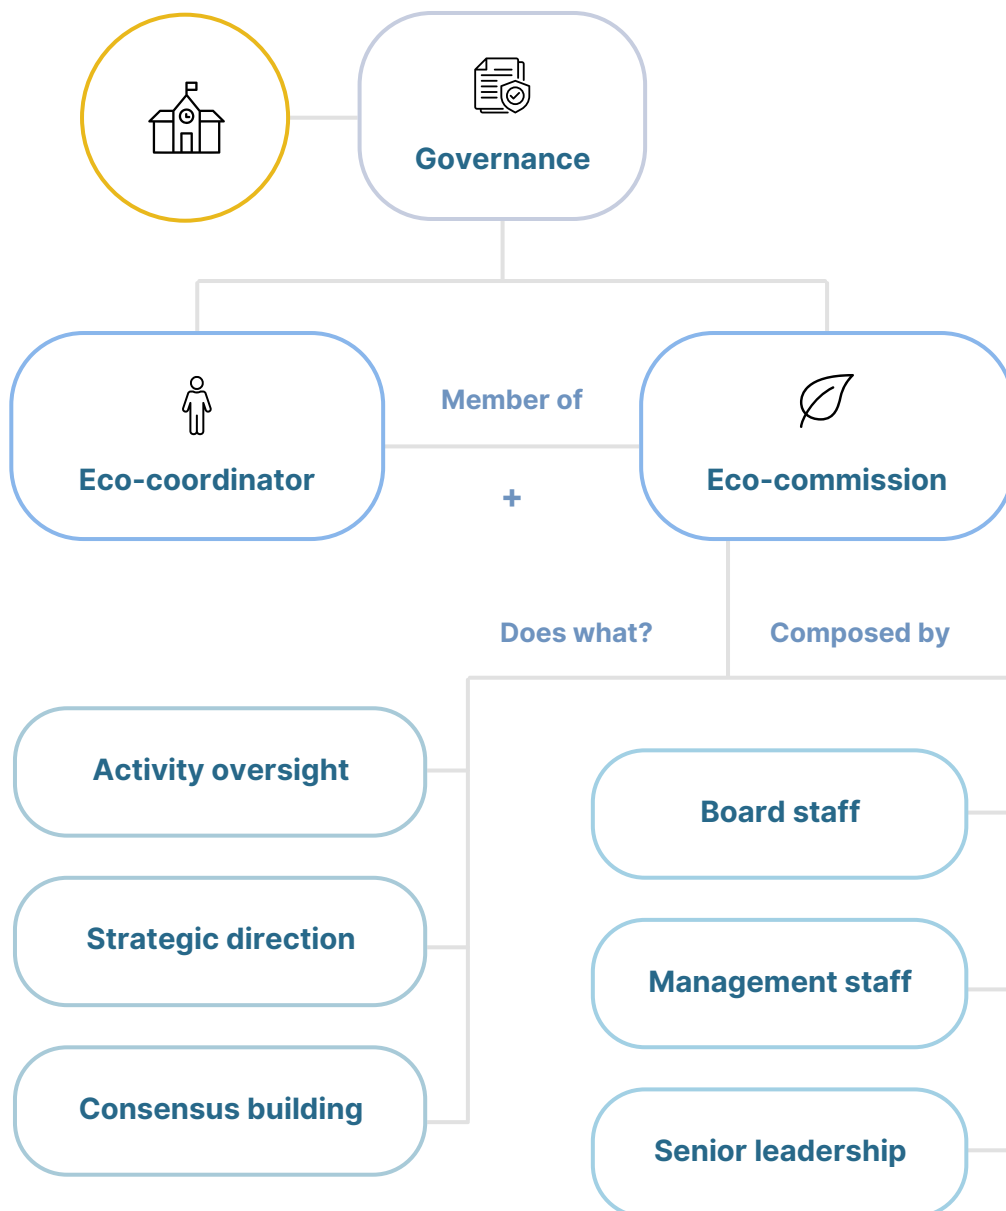 Governance
Member of
Eco-coordinator
Eco-commission
+
Does what?
Composed by
Activity oversight
Strategic direction
Consensus building
Board staff
Management staff
Senior leadership